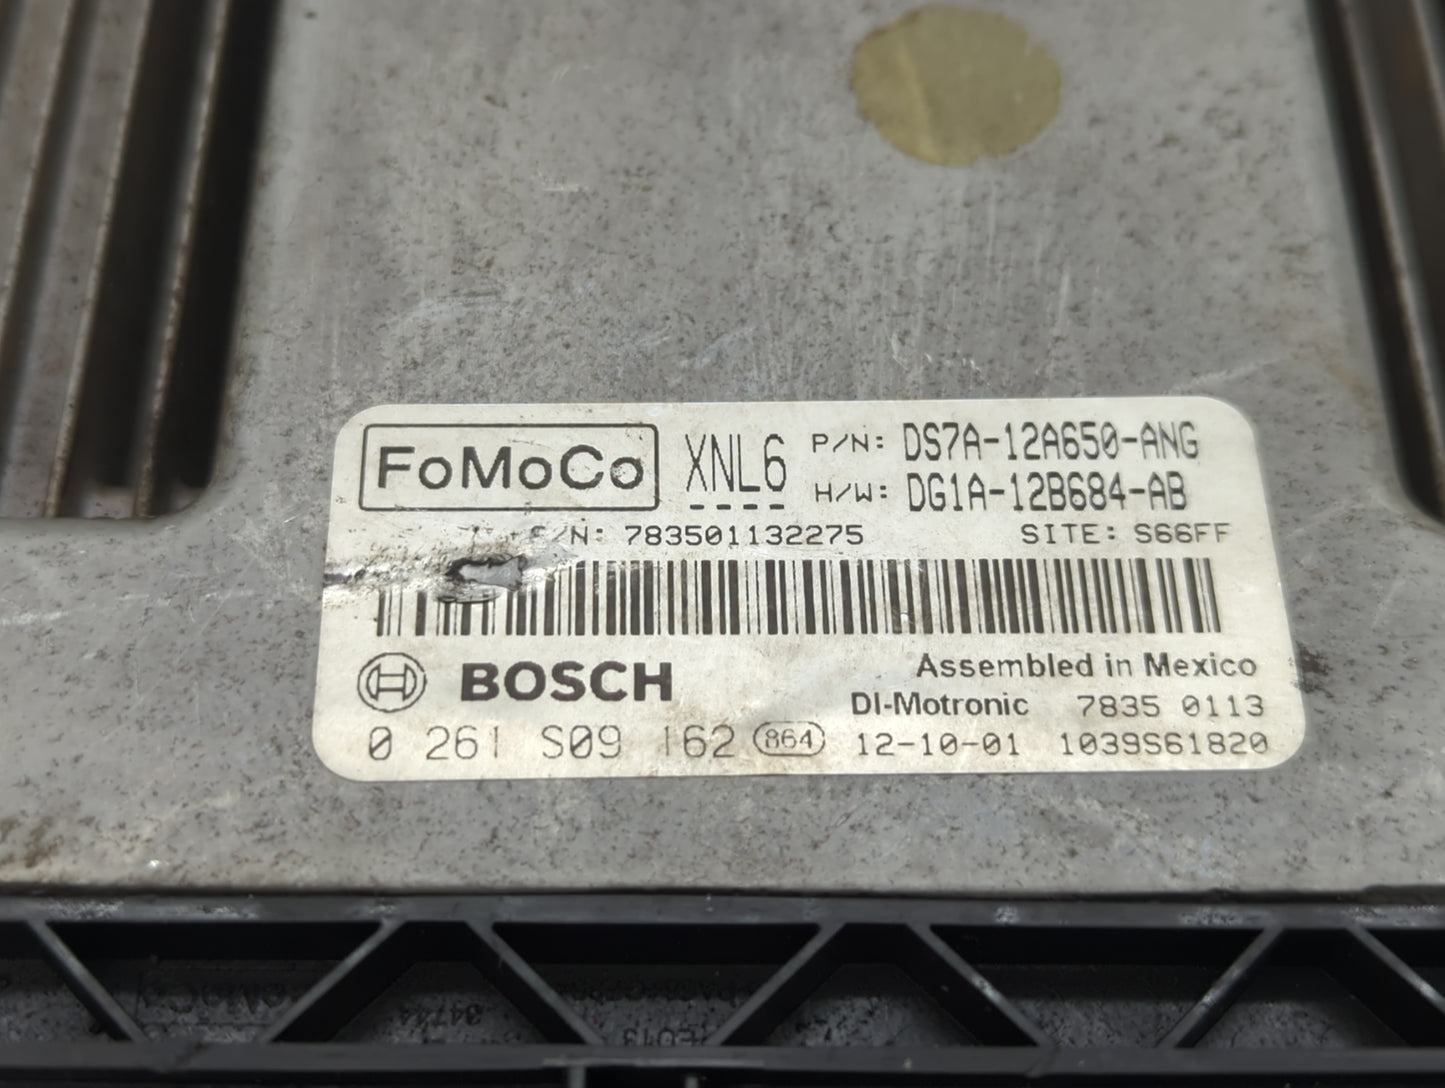 FoMoCo XNL6 P/N: DS7A-12A650-ANG
H/W: DG1A-12B684-AB
/N: 783501132275 SITE: S66FF
BOSCH Assembled in Mexico
DI-Motronic 7835 0113
0 261 S09 162 864 12-10-01 1039S61820